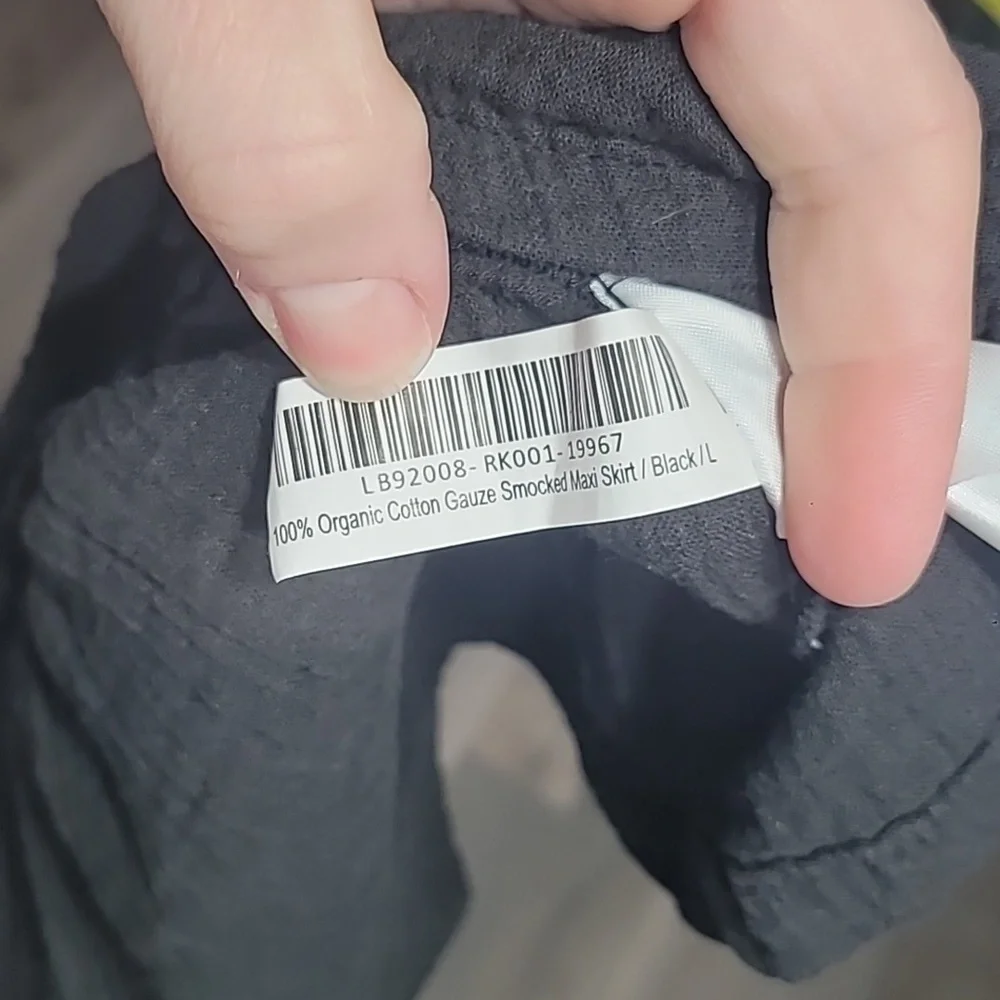 LB92008-RK001-19967
100% Organic Cotton Gauze Smocked Maxi Skirt / Black/L